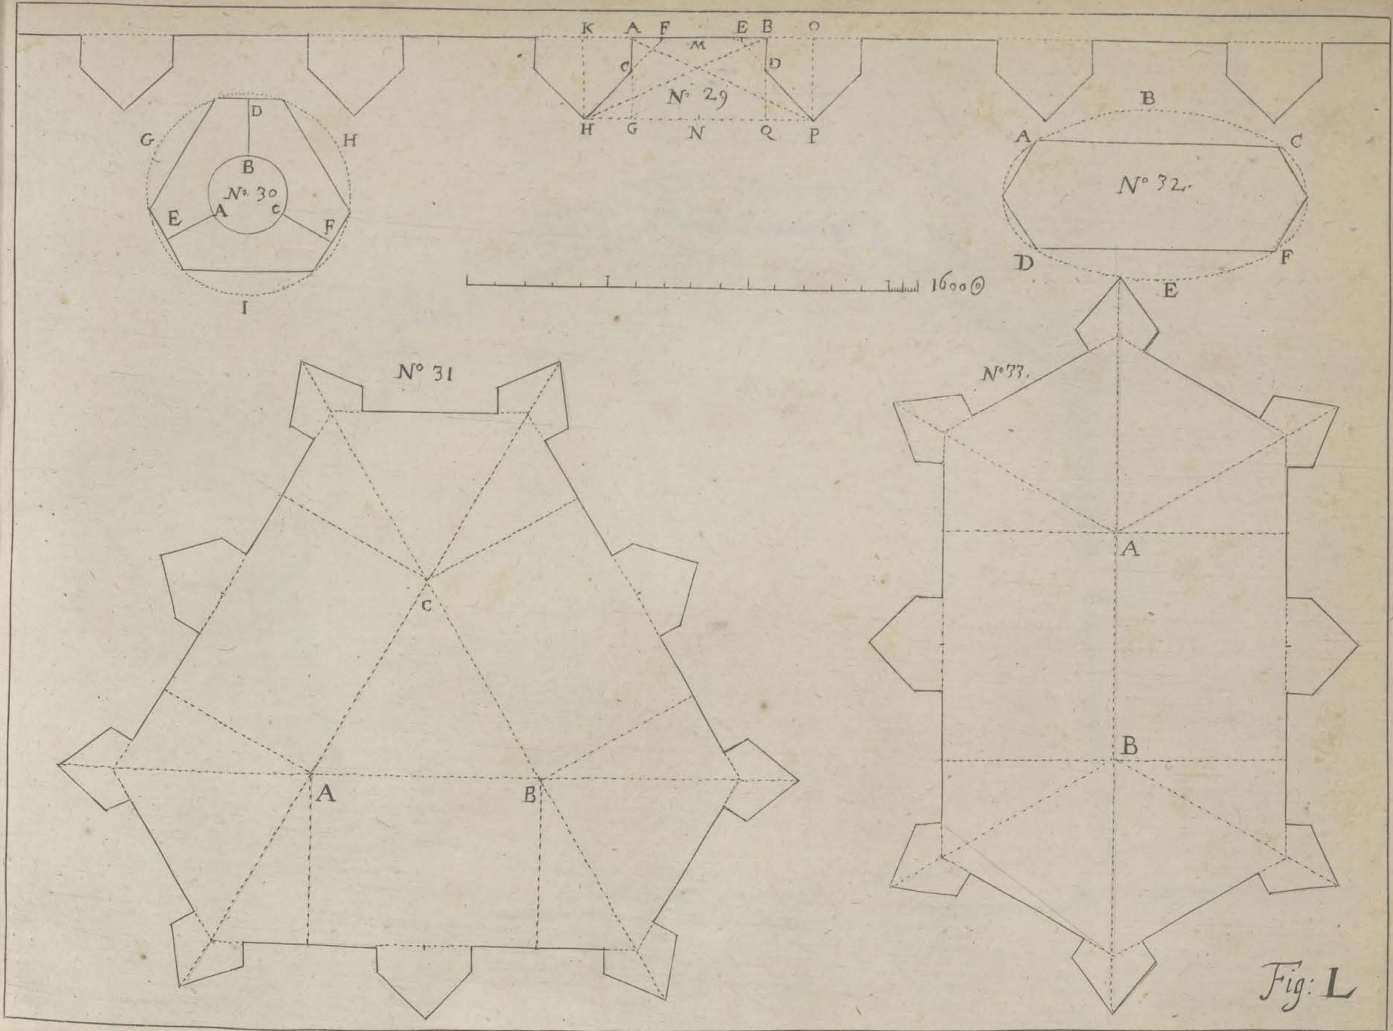 K A F E B O
M
C D
N° 29
H G N Q P
D
G H
B
N° 30
A C
E F
I
B
A C
N° 32.
D F
E
1600
N° 31
C
A B
N° 33.
A
B
Fig: L